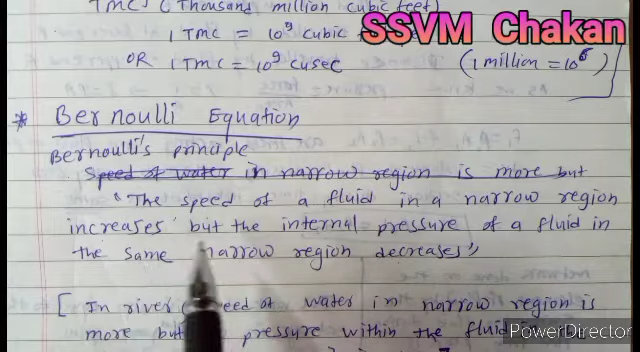 TMC (Thousand million cubic feet)
SSVM Chakan
1 TMC = 10⁹ cubic
OR 1 TMC = 10⁹ cusec (1 million = 10⁶)
* Bernoulli Equation
Bernoulli's principle
Speed of water in narrow region is more but
"The speed of a fluid in a narrow region
increases but the internal pressure of a fluid in
the same narrow region decreases"
[ In river speed of water in narrow region is
more but pressure within the fluid
PowerDirector